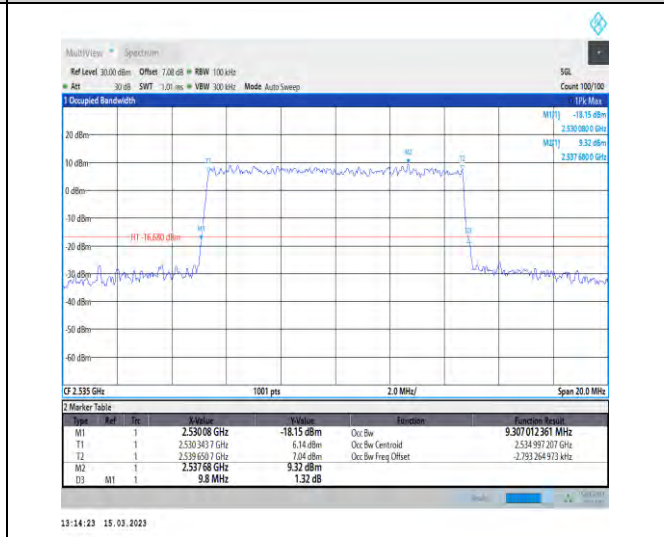 MultiView Spectrum
Ref Level 30.00 dBm Offset 7.08 dB RBW 100 kHz SGL
Att 30 dB SWT 1.01 ms VBW 300 kHz Mode Auto Sweep Count 100/100
1 Occupied Bandwidth 1Pk Max
M1[1] -18.15 dBm
2.530 080 0 GHz
M2[1] 9.32 dBm
2.537 680 0 GHz
20 dBm
10 dBm
0 dBm
-10 dBm
-20 dBm
-30 dBm
-40 dBm
-50 dBm
-60 dBm
T1
M2
T2
M1
D3
H1 -16.680 dBm
CF 2.535 GHz 1001 pts 2.0 MHz/ Span 20.0 MHz
2 Marker Table
Type Ref Trc X-Value Y-Value Function Function Result
M1 1 2.53008 GHz -18.15 dBm Occ Bw 9.307 012 361 MHz
T1 1 2.530 343 7 GHz 6.14 dBm Occ Bw Centroid 2.534 997 207 GHz
T2 1 2.539 650 7 GHz 7.04 dBm Occ Bw Freq Offset -2.793 264 973 kHz
M2 1 2.537 68 GHz 9.32 dBm
D3 M1 1 9.8 MHz 1.32 dB
13:14:23 15.03.2023